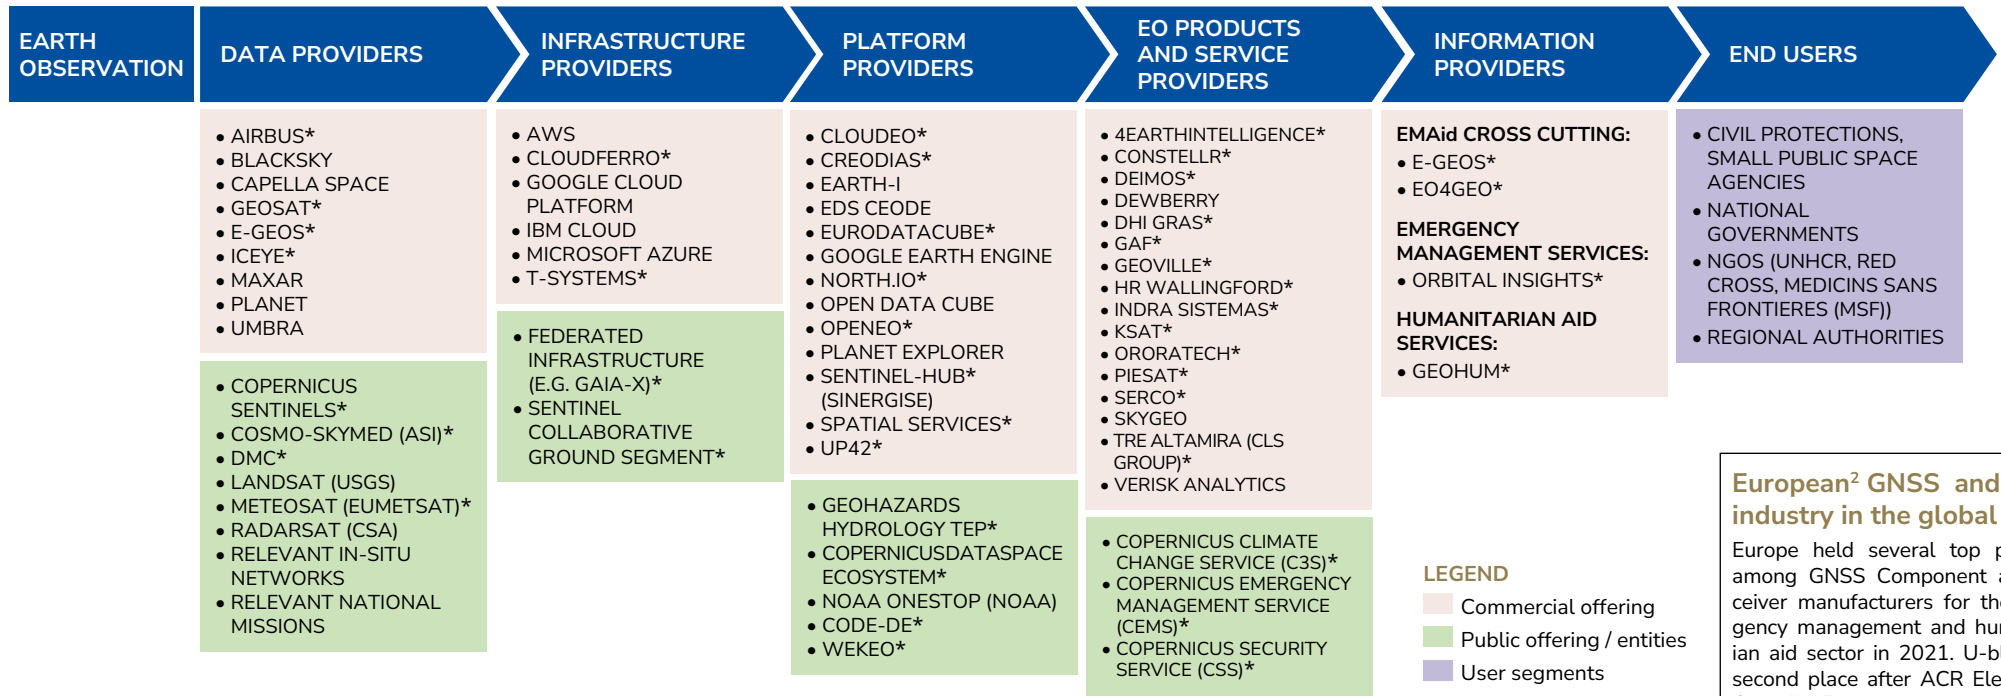 EARTH
OBSERVATION
DATA PROVIDERS
INFRASTRUCTURE
PROVIDERS
PLATFORM
PROVIDERS
EO PRODUCTS
AND SERVICE
PROVIDERS
INFORMATION
PROVIDERS
END USERS
• AIRBUS*
• BLACKSKY
• CAPELLA SPACE
• GEOSAT*
• E-GEOS*
• ICEYE*
• MAXAR
• PLANET
• UMBRA
• COPERNICUS
SENTINELS*
• COSMO-SKYMED (ASI)*
• DMC*
• LANDSAT (USGS)
• METEOSAT (EUMETSAT)*
• RADARSAT (CSA)
• RELEVANT IN-SITU
NETWORKS
• RELEVANT NATIONAL
MISSIONS
• AWS
• CLOUDFERRO*
• GOOGLE CLOUD
PLATFORM
• IBM CLOUD
• MICROSOFT AZURE
• T-SYSTEMS*
• FEDERATED
INFRASTRUCTURE
(E.G. GAIA-X)*
• SENTINEL
COLLABORATIVE
GROUND SEGMENT*
• CLOUDEO*
• CREODIAS*
• EARTH-I
• EDS CEODE
• EURODATACUBE*
• GOOGLE EARTH ENGINE
• NORTH.IO*
• OPEN DATA CUBE
• OPENEO*
• PLANET EXPLORER
• SENTINEL-HUB*
(SINERGISE)
• SPATIAL SERVICES*
• UP42*
• GEOHAZARDS
HYDROLOGY TEP*
• COPERNICUSDATASPACE
ECOSYSTEM*
• NOAA ONESTOP (NOAA)
• CODE-DE*
• WEKEO*
• 4EARTHINTELLIGENCE*
• CONSTELLR*
• DEIMOS*
• DEWBERRY
• DHI GRAS*
• GAF*
• GEOVILLE*
• HR WALLINGFORD*
• INDRA SISTEMAS*
• KSAT*
• ORORATECH*
• PIESAT*
• SERCO*
• SKYGEO
• TRE ALTAMIRA (CLS
GROUP)*
• VERISK ANALYTICS
• COPERNICUS CLIMATE
CHANGE SERVICE (C3S)*
• COPERNICUS EMERGENCY
MANAGEMENT SERVICE
(CEMS)*
• COPERNICUS SECURITY
SERVICE (CSS)*
EMAid CROSS CUTTING:
• E-GEOS*
• EO4GEO*
EMERGENCY
MANAGEMENT SERVICES:
• ORBITAL INSIGHTS*
HUMANITARIAN AID
SERVICES:
• GEOHUM*
• CIVIL PROTECTIONS,
SMALL PUBLIC SPACE
AGENCIES
• NATIONAL
GOVERNMENTS
• NGOS (UNHCR, RED
CROSS, MEDICINS SANS
FRONTIERES (MSF))
• REGIONAL AUTHORITIES
LEGEND
Commercial offering
Public offering / entities
User segments
European² GNSS and
industry in the global
Europe held several top p
among GNSS Component a
ceiver manufacturers for the
gency management and hu
ian aid sector in 2021. U-bl
second place after ACR Ele